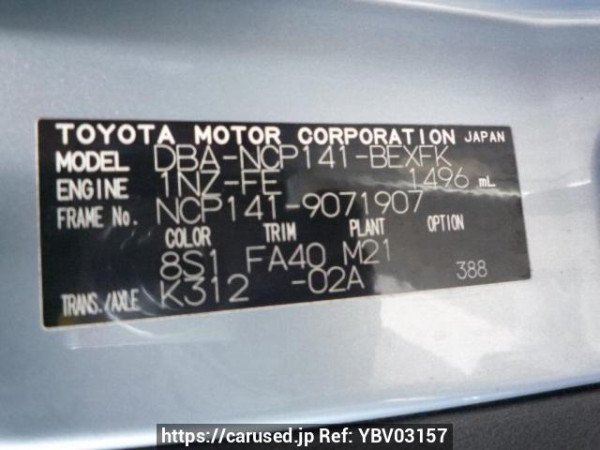 TOYOTA MOTOR CORPORATION JAPAN
MODEL DBA-NCP141-BEXFK
ENGINE 1NZ-FE 1496 mL
FRAME No. NCP141-9071907
COLOR TRIM PLANT OPTION
8S1 FA40 M21
TRANS./AXLE K312 -02A 388
https://carused.jp Ref: YBV03157